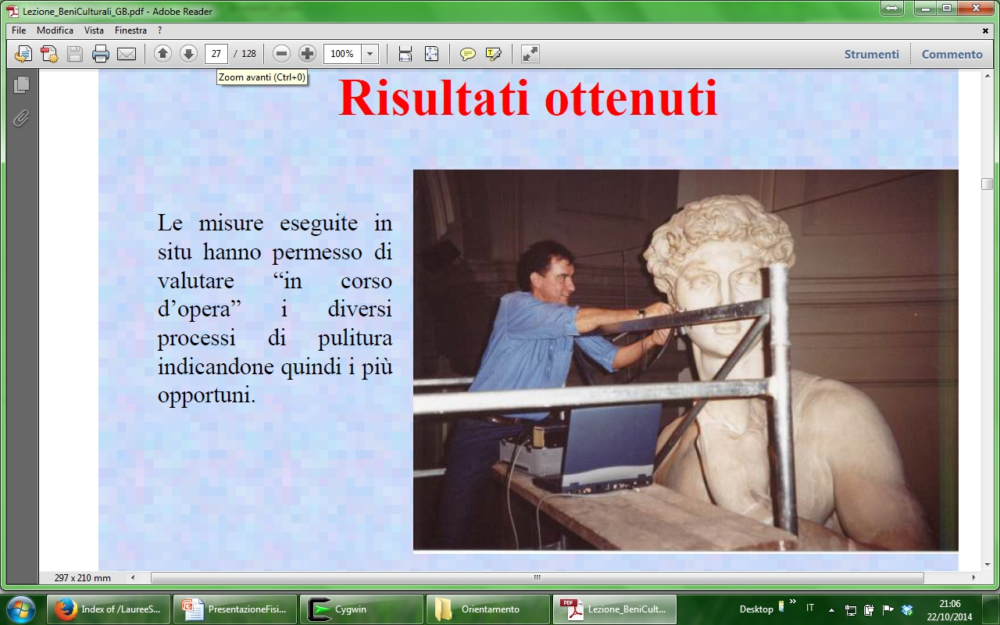 Lezione_BeniCulturali_GB.pdf - Adobe Reader
File Modifica Vista Finestra ?
27 / 128 100% Strumenti Commento
Zoom avanti (Ctrl+0)
Risultati ottenuti
Le misure eseguite in
situ hanno permesso di
valutare “in corso
d’opera” i diversi
processi di pulitura
indicandone quindi i più
opportuni.
297 x 210 mm
Index of /LaureeS... PresentazioneFisi... Cygwin Orientamento Lezione_BeniCult... Desktop » IT 21:06
22/10/2014